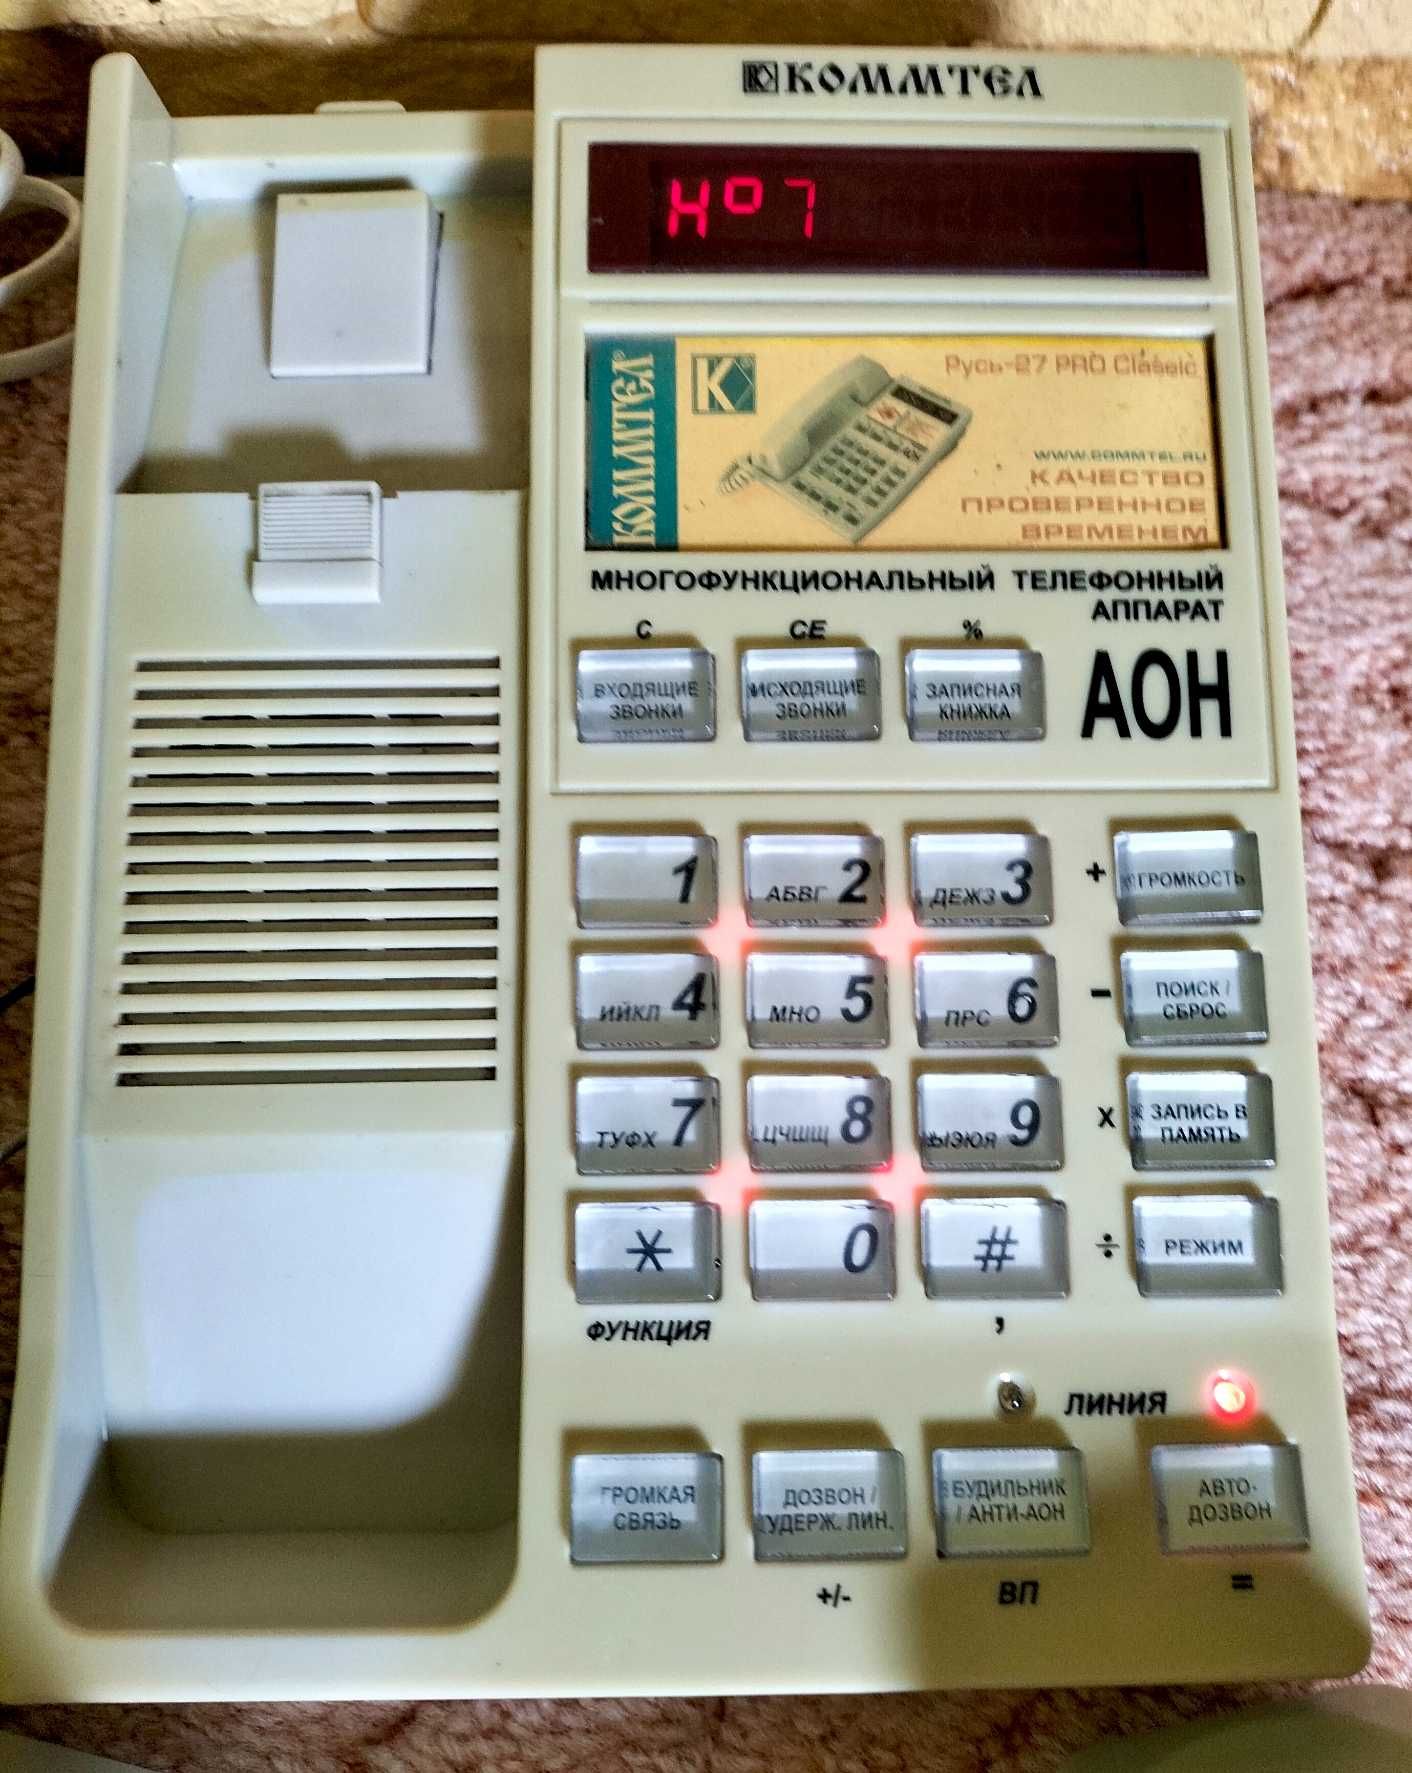 КОММТЕЛ
Ho7
КОММТЕЛ
Русь-27 PRO Classic
WWW.COMMTEL.RU
КАЧЕСТВО
ПРОВЕРЕННОЕ
ВРЕМЕНЕМ
МНОГОФУНКЦИОНАЛЬНЫЙ ТЕЛЕФОННЫЙ
АППАРАТ
C CE %
ВХОДЯЩИЕ
ЗВОНКИ
ИСХОДЯЩИЕ
ЗВОНКИ
ЗАПИСНАЯ
КНИЖКА
АОН
1
АБВГ 2
ДЕЖЗ 3
+ ГРОМКОСТЬ
ИЙКЛ 4
МНО 5
ПРС 6
- ПОИСК /
СБРОС
ТУФХ 7
ЦЧШЩ 8
ЫЭЮЯ 9
x ЗАПИСЬ В
ПАМЯТЬ
*
0
#
÷ РЕЖИМ
ФУНКЦИЯ
,
ЛИНИЯ
ГРОМКАЯ
СВЯЗЬ
ДОЗВОН /
УДЕРЖ. ЛИН.
БУДИЛЬНИК
/ АНТИ-АОН
АВТО-
ДОЗВОН
+/- ВП =